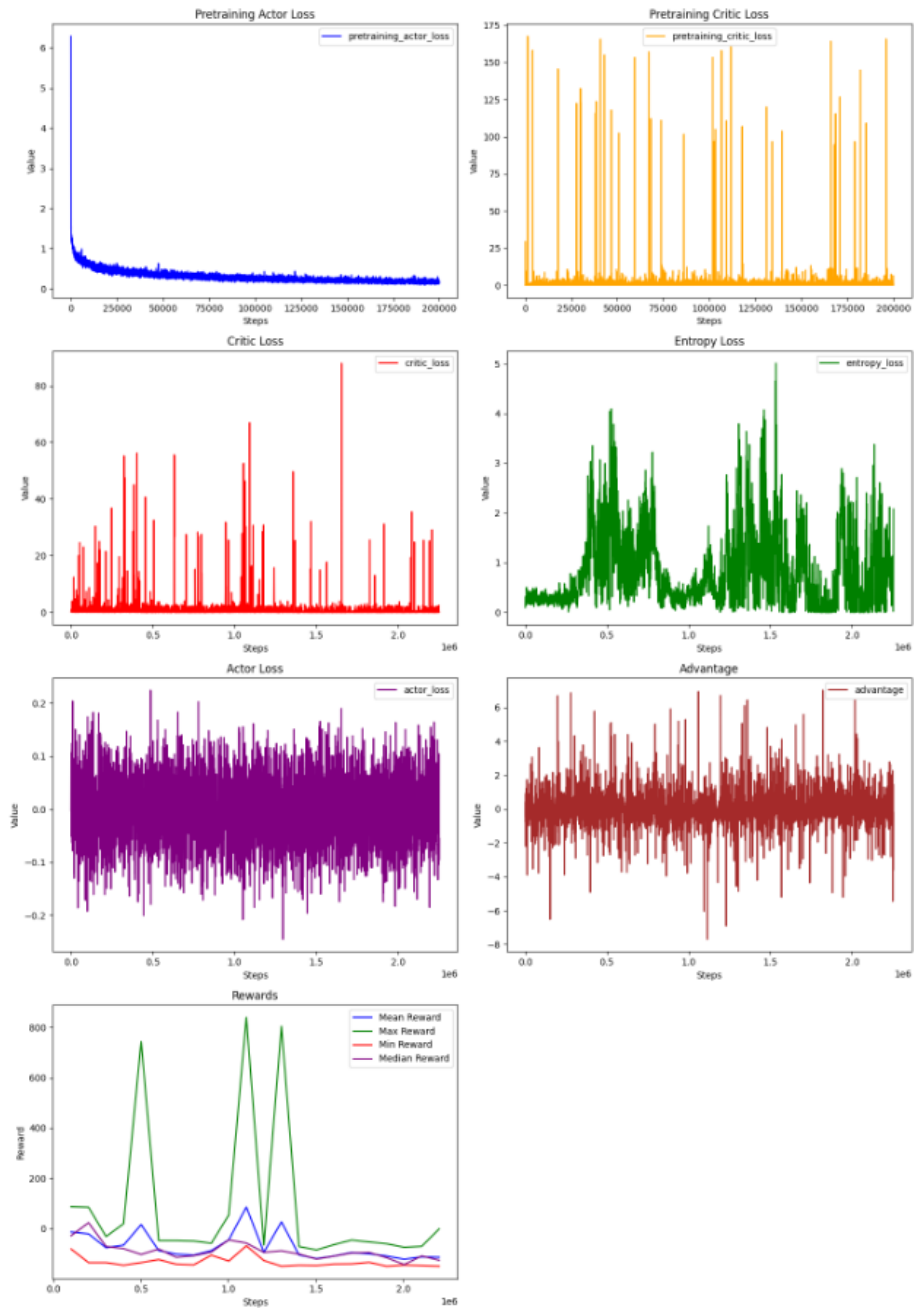 Pretraining Actor Loss
pretraining_actor_loss
6
5
4
3
2
1
0
Value
0 25000 50000 75000 100000 125000 150000 175000 200000
Steps
Pretraining Critic Loss
pretraining_critic_loss
175
150
125
100
75
50
25
0
Value
0 25000 50000 75000 100000 125000 150000 175000 200000
Steps
Critic Loss
critic_loss
80
60
40
20
0
Value
0.0 0.5 1.0 1.5 2.0
Steps
1e6
Entropy Loss
entropy_loss
5
4
3
2
1
0
Value
0.0 0.5 1.0 1.5 2.0
Steps
1e6
Actor Loss
actor_loss
0.2
0.1
0.0
−0.1
−0.2
Value
0.0 0.5 1.0 1.5 2.0
Steps
1e6
Advantage
advantage
6
4
2
0
−2
−4
−6
−8
Value
0.0 0.5 1.0 1.5 2.0
Steps
1e6
Rewards
Mean Reward
Max Reward
Min Reward
Median Reward
800
600
400
200
0
Reward
0.0 0.5 1.0 1.5 2.0
Steps
1e6